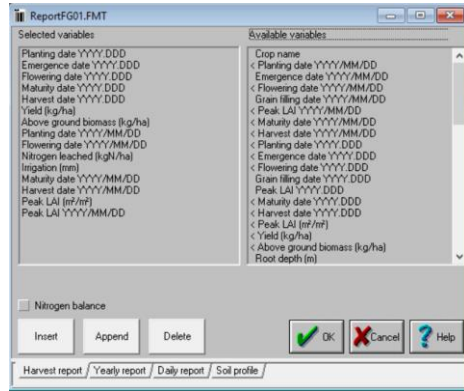 ReportFG01.FMT
Selected variables
Planting date YYYY.DDD
Emergence date YYYY.DDD
Flowering date YYYY.DDD
Maturity date YYYY.DDD
Harvest date YYYY.DDD
Yield (kg/ha)
Above ground biomass (kg/ha)
Planting date YYYY/MM/DD
Flowering date YYYY/MM/DD
Nitrogen leached (kgN/ha)
Irrigation (mm)
Maturity date YYYY/MM/DD
Harvest date YYYY/MM/DD
Peak LAI (m²/m²)
Peak LAI YYYY/MM/DD
Available variables
Crop name
< Planting date YYYY/MM/DD
Emergence date YYYY/MM/DD
< Flowering date YYYY/MM/DD
Grain filling date YYYY/MM/DD
< Peak LAI YYYY/MM/DD
< Maturity date YYYY/MM/DD
< Harvest date YYYY/MM/DD
< Planting date YYYY.DDD
< Emergence date YYYY.DDD
< Flowering date YYYY.DDD
Grain filling date YYYY.DDD
Peak LAI YYYY.DDD
< Maturity date YYYY.DDD
< Harvest date YYYY.DDD
< Peak LAI (m²/m²)
< Yield (kg/ha)
< Above ground biomass (kg/ha)
Root depth (m)
Nitrogen balance
Insert Append Delete OK Cancel Help
Harvest report / Yearly report / Daily report / Soil profile /